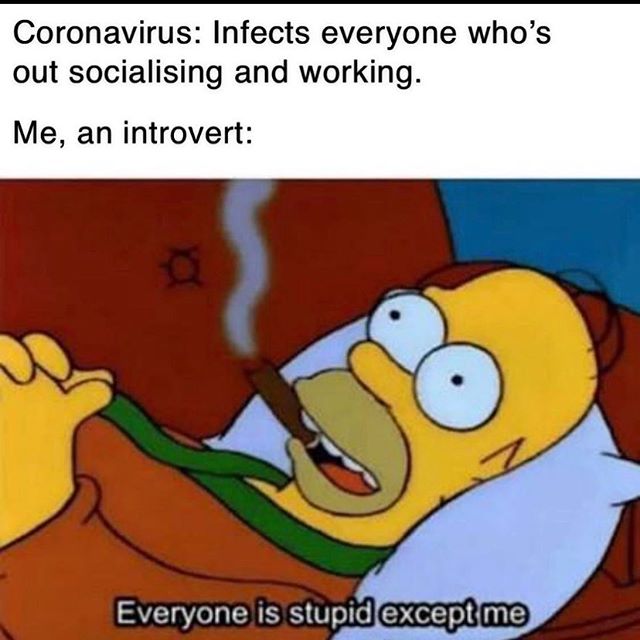 Coronavirus: Infects everyone who’s
out socialising and working.
Me, an introvert:
Everyone is stupid except me